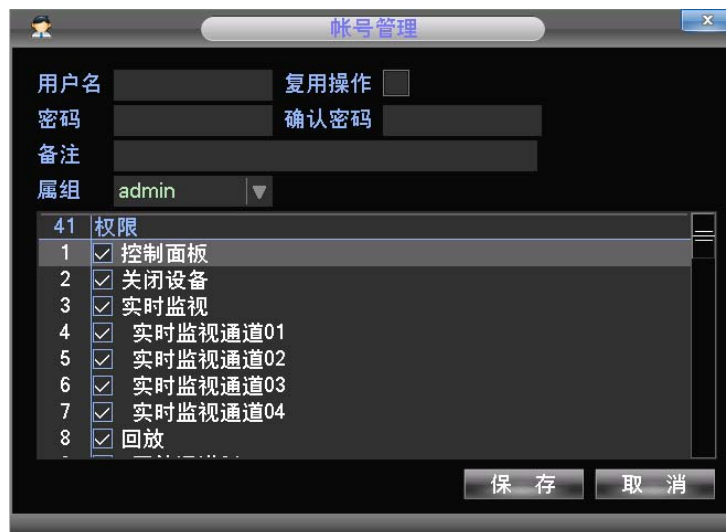 帐号管理
用户名 复用操作
密码 确认密码
备注
属组 admin
41 权限
1 控制面板
2 关闭设备
3 实时监视
4 实时监视通道01
5 实时监视通道02
6 实时监视通道03
7 实时监视通道04
8 回放
保 存 取 消